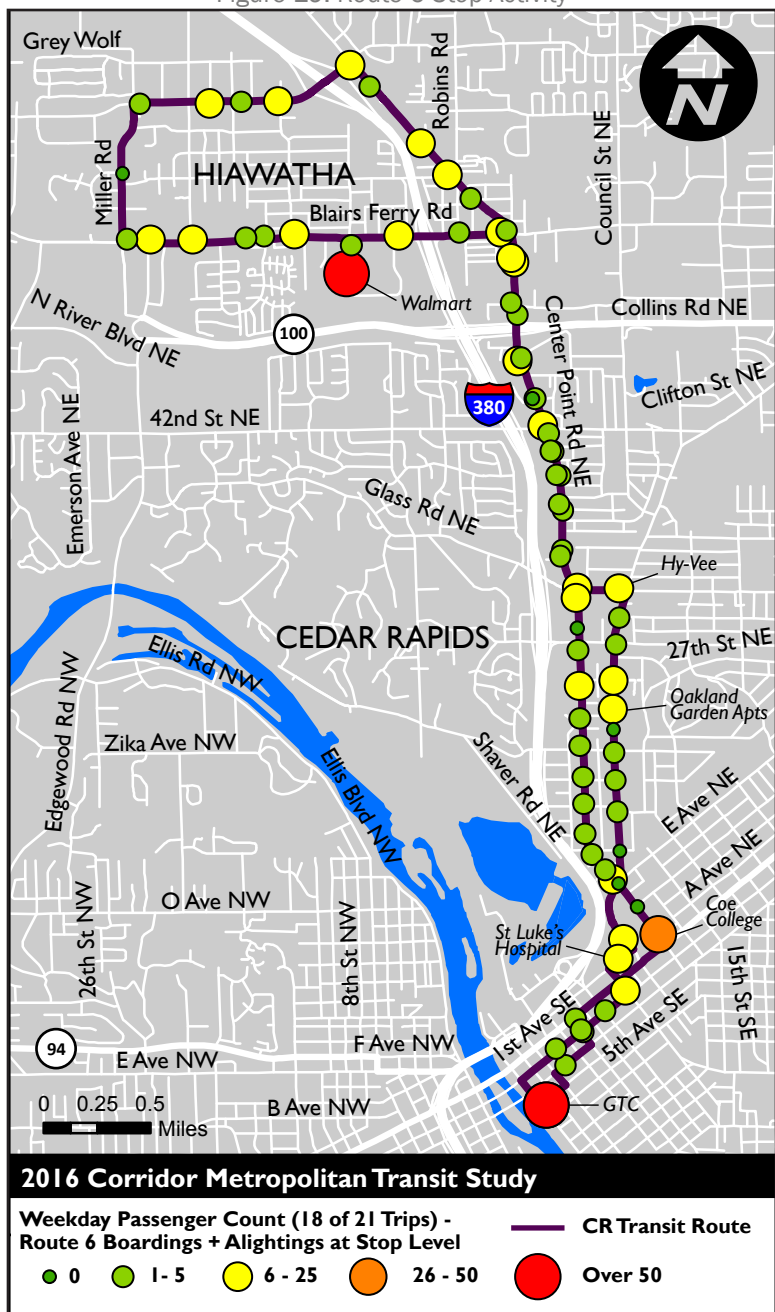 Figure 25: Route 6 Stop Activity
Grey Wolf
N
Robins Rd
Council St NE
Miller Rd
HIAWATHA
Blairs Ferry Rd
Walmart
N River Blvd NE
100
Collins Rd NE
Center Point Rd NE
380
Clifton St NE
42nd St NE
Emerson Ave NE
Glass Rd NE
Hy-Vee
CEDAR RAPIDS
27th St NE
Ellis Rd NW
Edgewood Rd NW
Oakland
Garden Apts
Zika Ave NW
Shaver Rd NE
Ellis Blvd NW
E Ave NE
A Ave NE
O Ave NW
26th St NW
8th St NW
Coe
College
St Luke's
Hospital
15th St SE
1st Ave SE
5th Ave SE
94
E Ave NW
F Ave NW
B Ave NW
GTC
0 0.25 0.5
Miles
2016 Corridor Metropolitan Transit Study
Weekday Passenger Count (18 of 21 Trips) -
Route 6 Boardings + Alightings at Stop Level
CR Transit Route
0 1-5 6 - 25 26 - 50 Over 50